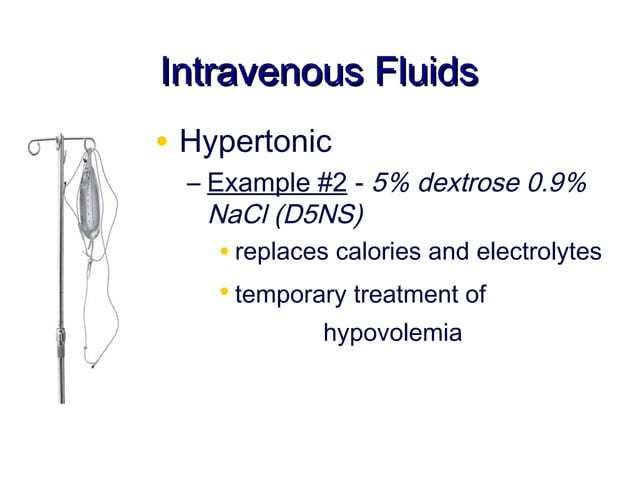 Intravenous Fluids
• Hypertonic
– Example #2 - 5% dextrose 0.9%
NaCl (D5NS)
• replaces calories and electrolytes
• temporary treatment of
hypovolemia